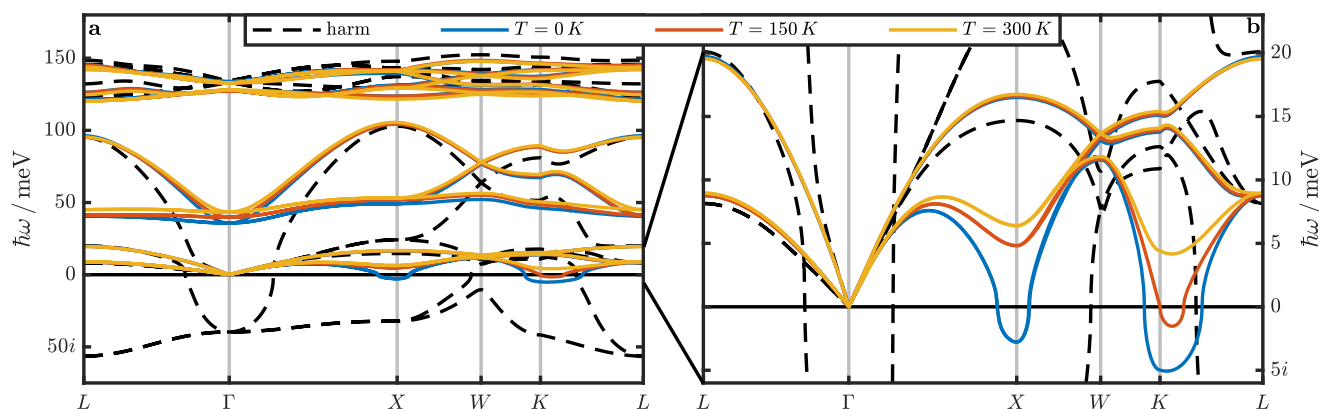 a
harm
T = 0 K
T = 150 K
T = 300 K
b
ħω / meV
150
100
50
0
50i
L Γ X W K L
20
15
10
5
0
5i
ħω / meV
L Γ X W K L